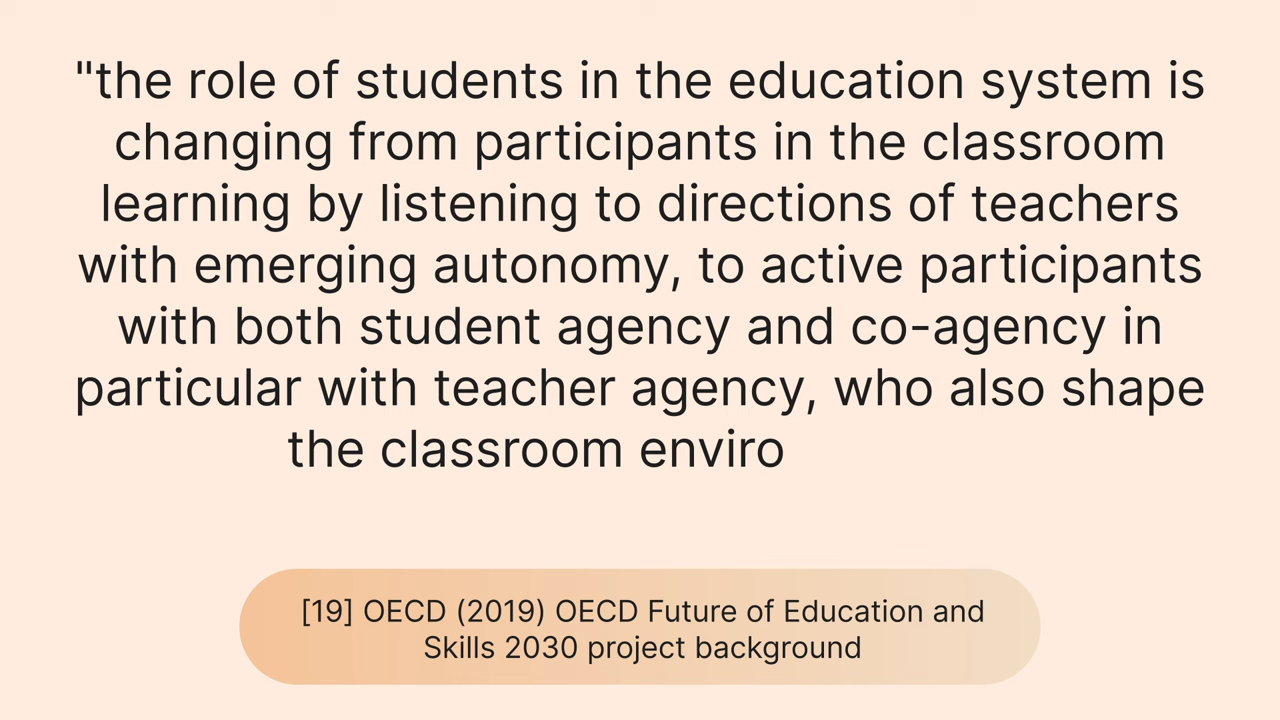 "the role of students in the education system is
changing from participants in the classroom
learning by listening to directions of teachers
with emerging autonomy, to active participants
with both student agency and co-agency in
particular with teacher agency, who also shape
the classroom enviro
[19] OECD (2019) OECD Future of Education and
Skills 2030 project background